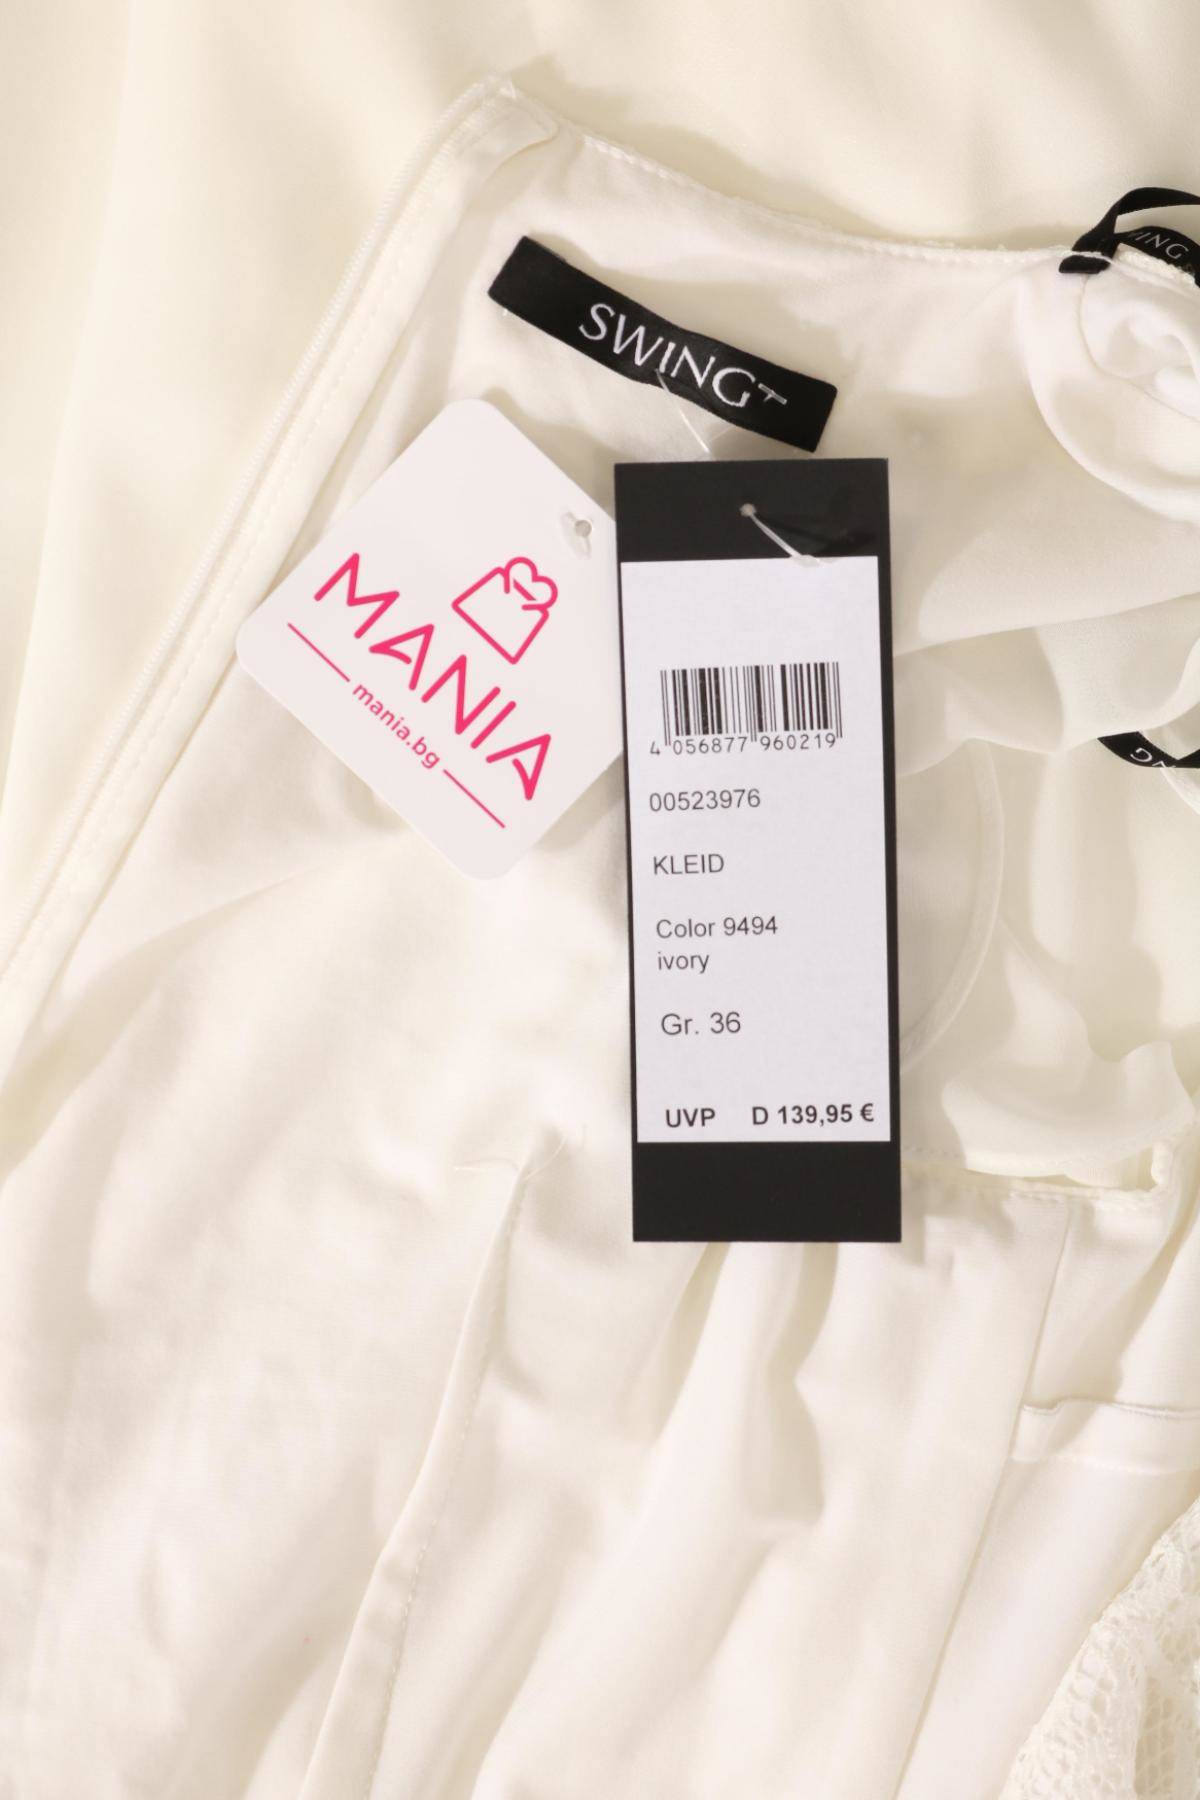 SWING
MANIA
mania.bg
4 056877 960219
00523976
KLEID
Color 9494
ivory
Gr. 36
UVP D 139,95 €